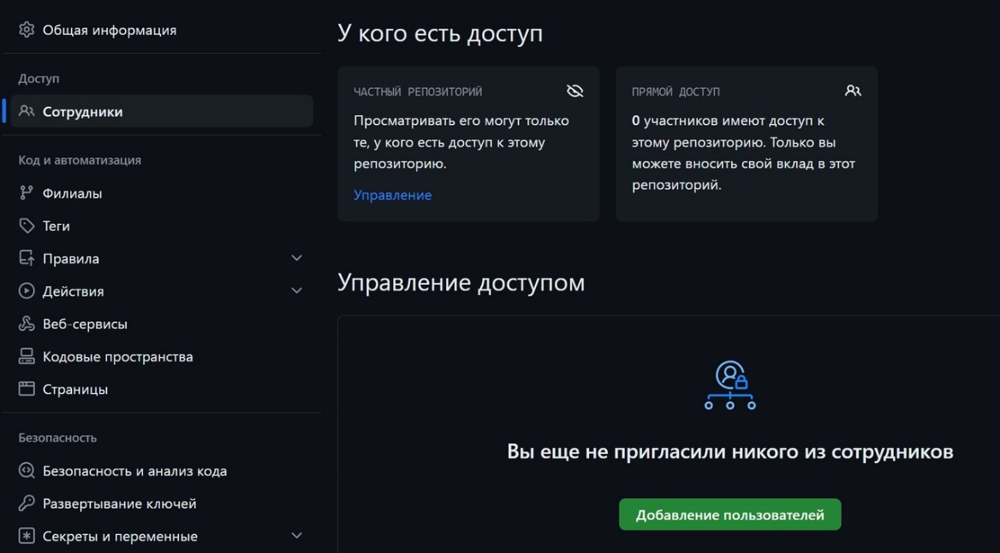 Общая информация
Доступ
Сотрудники
Код и автоматизация
Филиалы
Теги
Правила
Действия
Веб-сервисы
Кодовые пространства
Страницы
Безопасность
Безопасность и анализ кода
Развертывание ключей
Секреты и переменные
У кого есть доступ
ЧАСТНЫЙ РЕПОЗИТОРИЙ
Просматривать его могут только
те, у кого есть доступ к этому
репозиторию.
Управление
ПРЯМОЙ ДОСТУП
0 участников имеют доступ к
этому репозиторию. Только вы
можете вносить свой вклад в этот
репозиторий.
Управление доступом
Вы еще не пригласили никого из сотрудников
Добавление пользователей